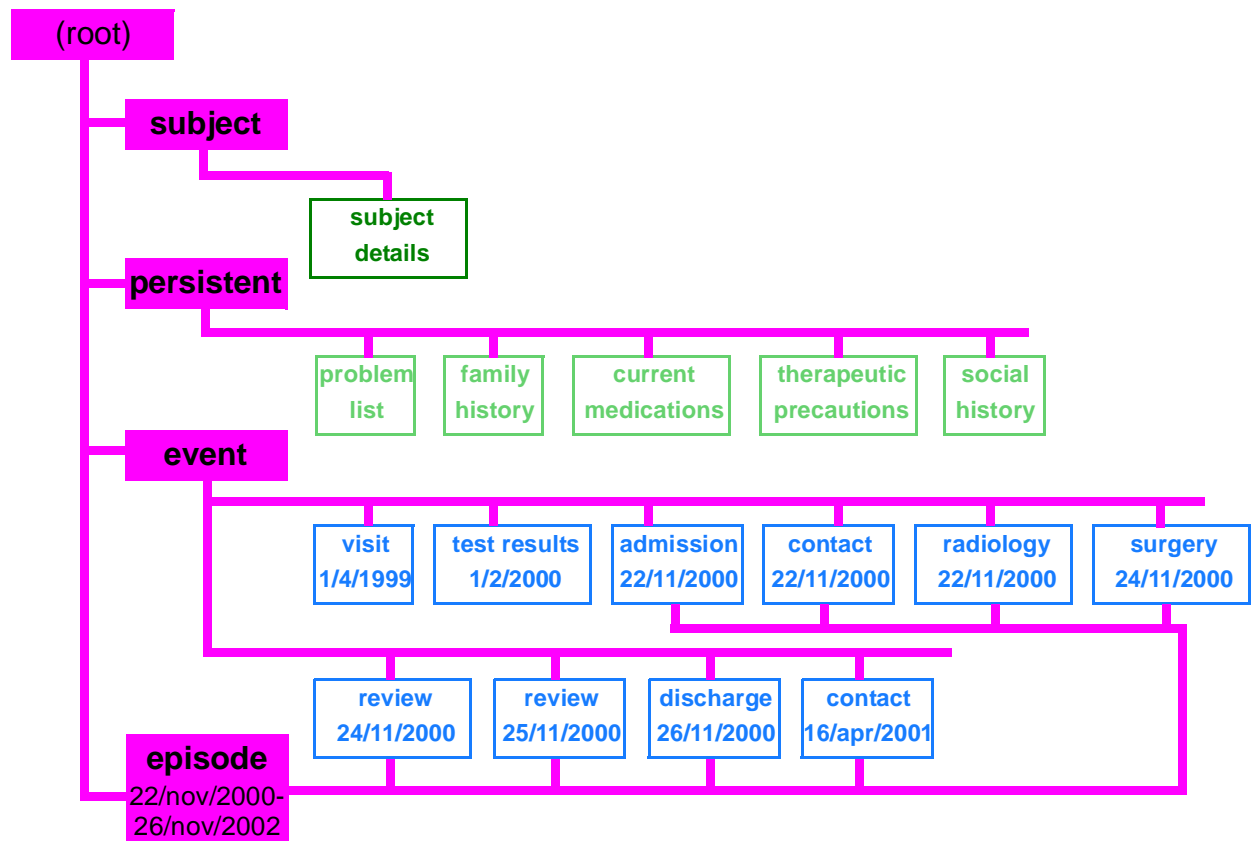 (root)
subject
subject
details
persistent
problem
list
family
history
current
medications
therapeutic
precautions
social
history
event
visit
1/4/1999
test results
1/2/2000
admission
22/11/2000
contact
22/11/2000
radiology
22/11/2000
surgery
24/11/2000
review
24/11/2000
review
25/11/2000
discharge
26/11/2000
contact
16/apr/2001
episode
22/nov/2000-
26/nov/2002